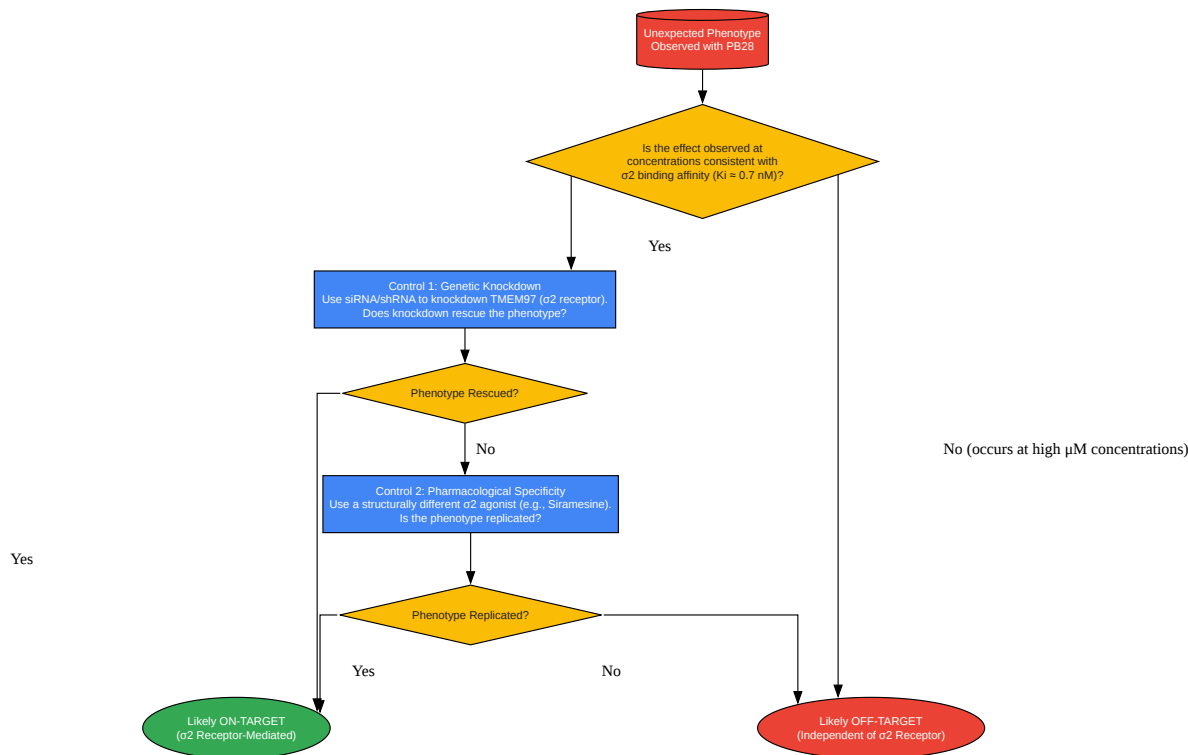 Unexpected Phenotype
Observed with PB28
Is the effect observed at
concentrations consistent with
σ2 binding affinity (Ki ≈ 0.7 nM)?
Yes
Control 1: Genetic Knockdown
Use siRNA/shRNA to knockdown TMEM97 (σ2 receptor).
Does knockdown rescue the phenotype?
Phenotype Rescued?
No
No (occurs at high μM concentrations)
Control 2: Pharmacological Specificity
Use a structurally different σ2 agonist (e.g., Siramesine).
Is the phenotype replicated?
Yes
Phenotype Replicated?
Yes
No
Likely ON-TARGET
(σ2 Receptor-Mediated)
Likely OFF-TARGET
(Independent of σ2 Receptor)